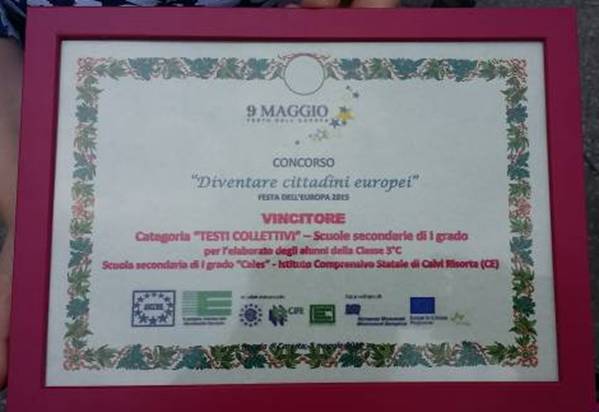 9 MAGGIO
FESTA DELL'EUROPA
CONCORSO
"Diventare cittadini europei"
FESTA DELL'EUROPA 2015
VINCITORE
Categoria "TESTI COLLETTIVI" – Scuole secondarie di I grado
per l'elaborato degli alunni della Classe 3°C
Scuola secondaria di I grado "Cales" - Istituto Comprensivo Statale di Calvi Risorta (CE)
CIFE